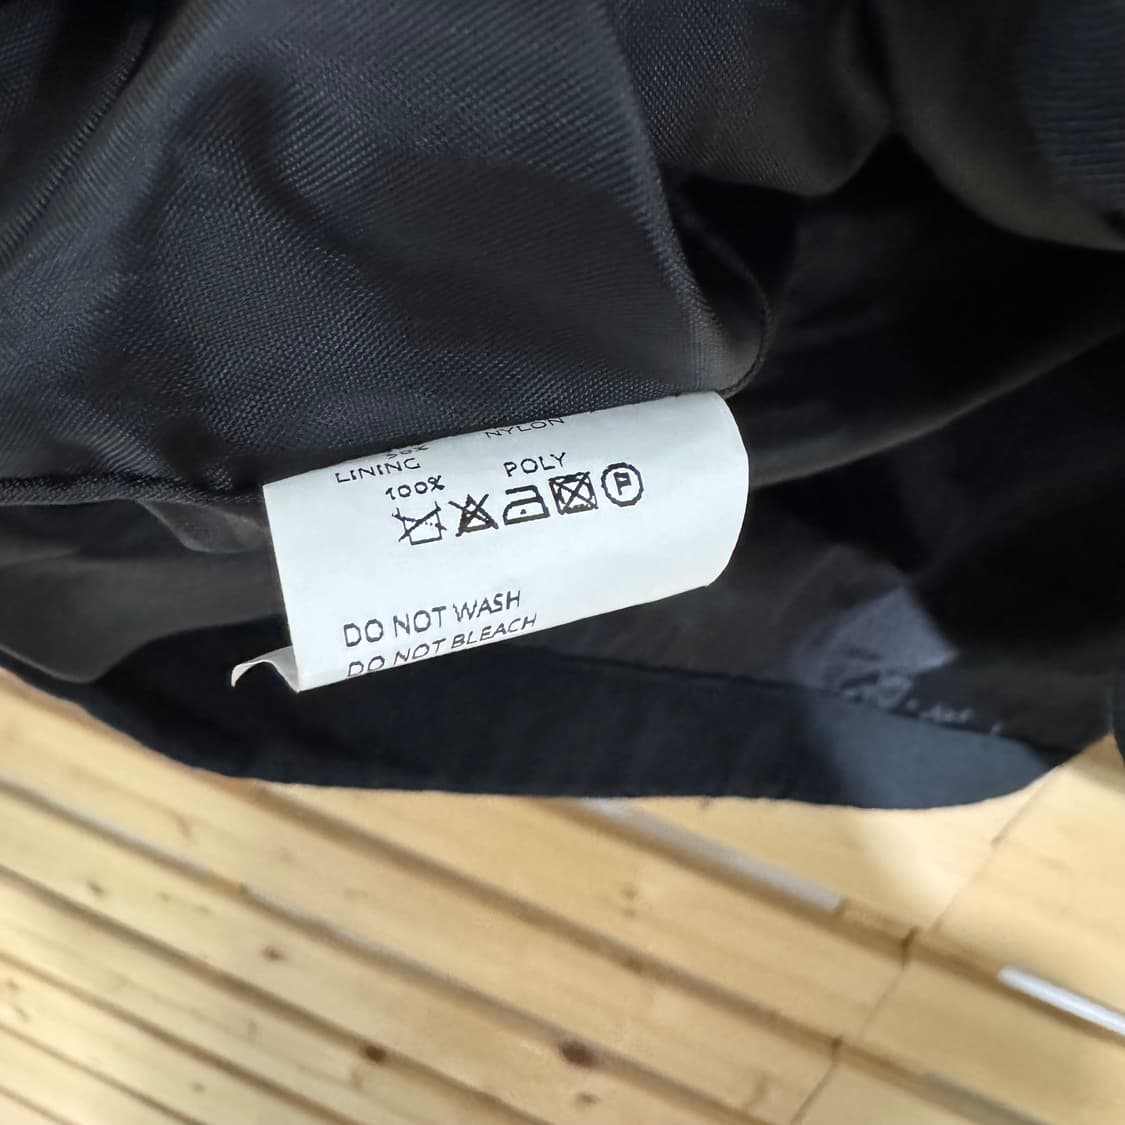 NYLON
LINING
100% POLY
P
DO NOT WASH
DO NOT BLEACH